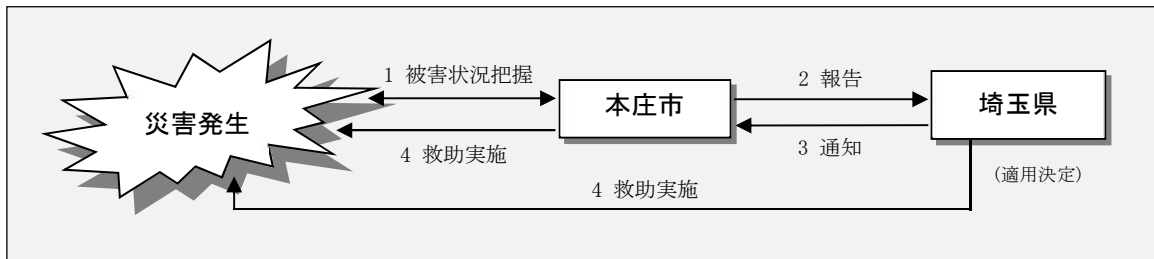 1 被害状況把握
2 報告
災害発生
本庄市
埼玉県
4 救助実施
3 通知
(適用決定)
4 救助実施